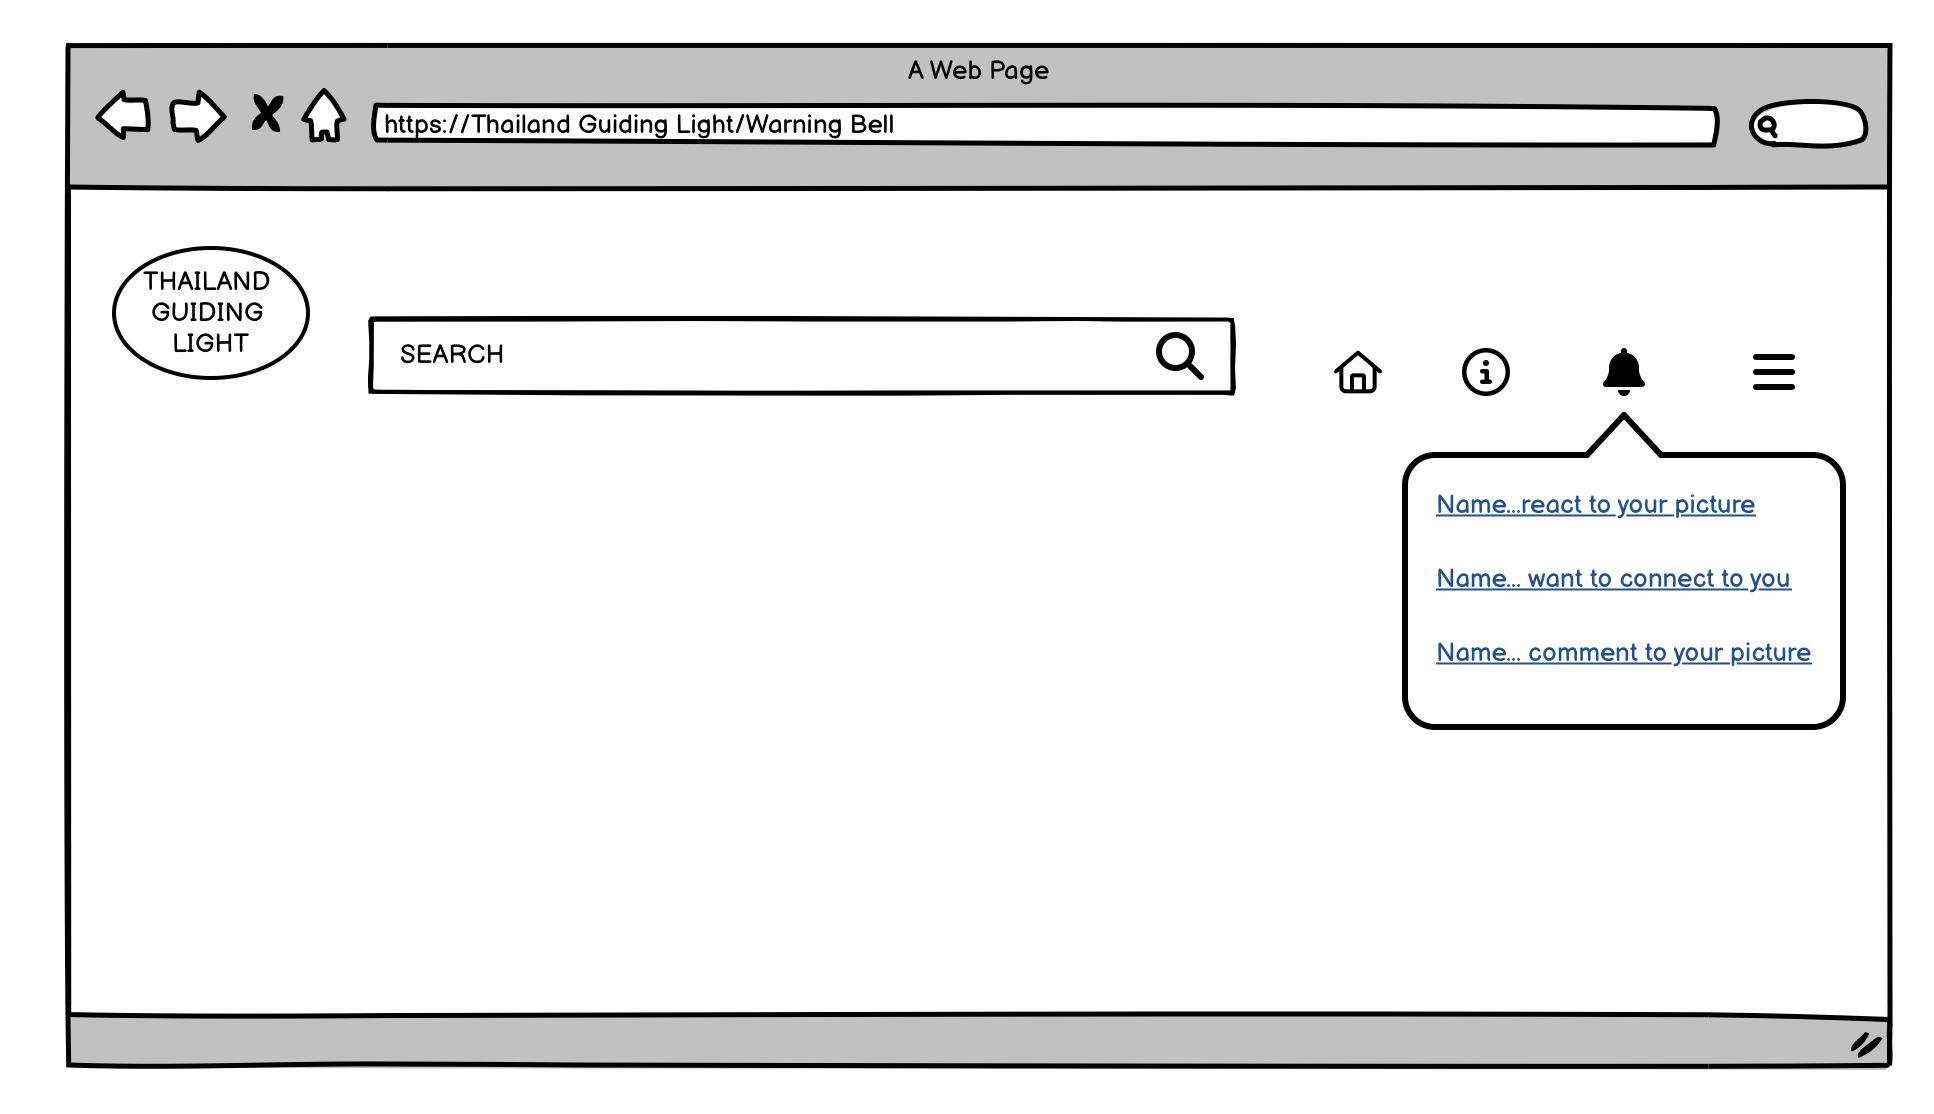 A Web Page
https://Thailand Guiding Light/Warning Bell
THAILAND
GUIDING
LIGHT
SEARCH
Name...react to your picture
Name... want to connect to you
Name... comment to your picture